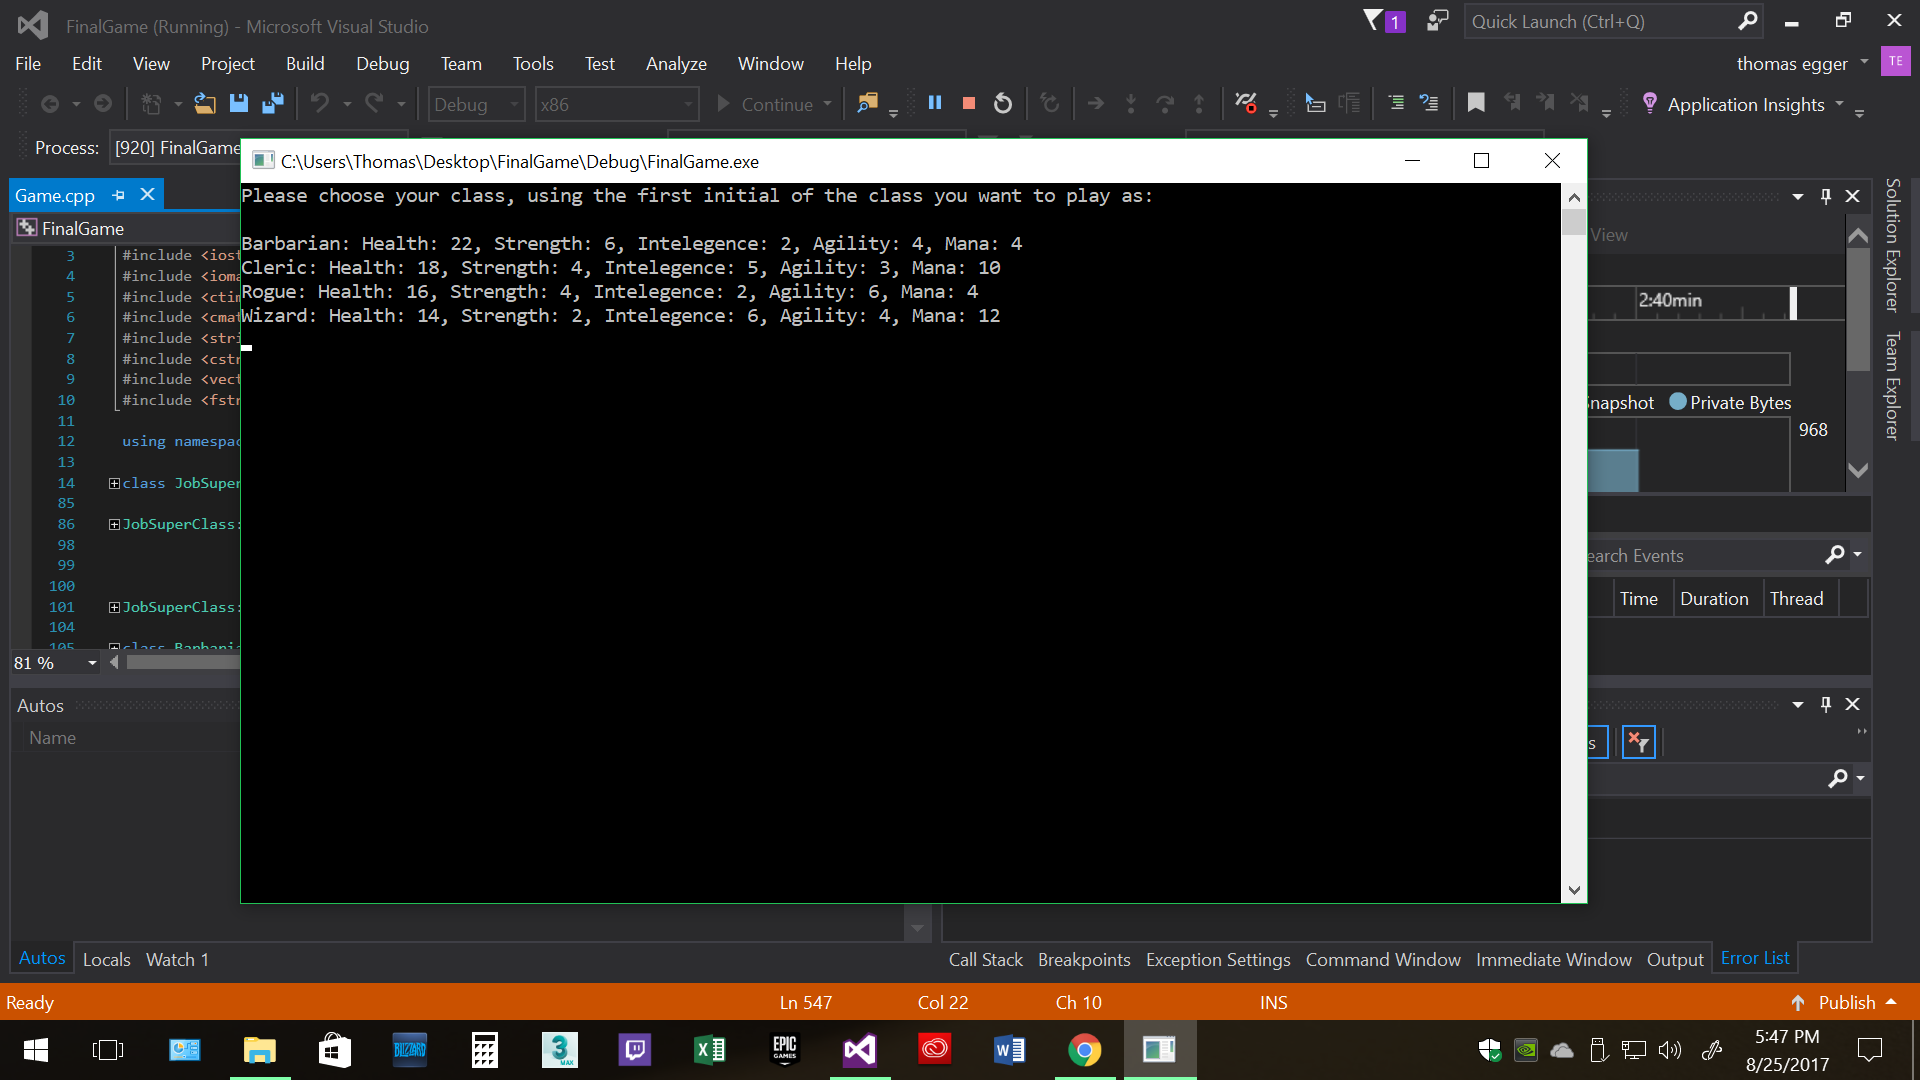 FinalGame (Running) - Microsoft Visual Studio
1
Quick Launch (Ctrl+Q)
File Edit View Project Build Debug Team Tools Test Analyze Window Help
thomas egger TE
Debug x86 Continue Application Insights
Process: [920] FinalGame
C:\Users\Thomas\Desktop\FinalGame\Debug\FinalGame.exe
Please choose your class, using the first initial of the class you want to play as:
Barbarian: Health: 22, Strength: 6, Intelegence: 2, Agility: 4, Mana: 4
Cleric: Health: 18, Strength: 4, Intelegence: 5, Agility: 3, Mana: 10
Rogue: Health: 16, Strength: 4, Intelegence: 2, Agility: 6, Mana: 4
Wizard: Health: 14, Strength: 2, Intelegence: 6, Agility: 4, Mana: 12
Game.cpp
FinalGame
3 #include <iost
4 #include <ioma
5 #include <ctim
6 #include <cmat
7 #include <stri
8 #include <cstr
9 #include <vect
10 #include <fstr
11
12 using namespac
13
14 class JobSuper
85
86 JobSuperClass:
98
99
100
101 JobSuperClass:
104
105 class Barbaria
81 %
View
2:40min
Snapshot Private Bytes
968
earch Events
Time Duration Thread
Solution Explorer
Team Explorer
Autos
Name
s
Autos Locals Watch 1
Call Stack Breakpoints Exception Settings Command Window Immediate Window Output Error List
Ready Ln 547 Col 22 Ch 10 INS Publish
3 MAX
BLIZZARD
EPIC GAMES
5:47 PM
8/25/2017